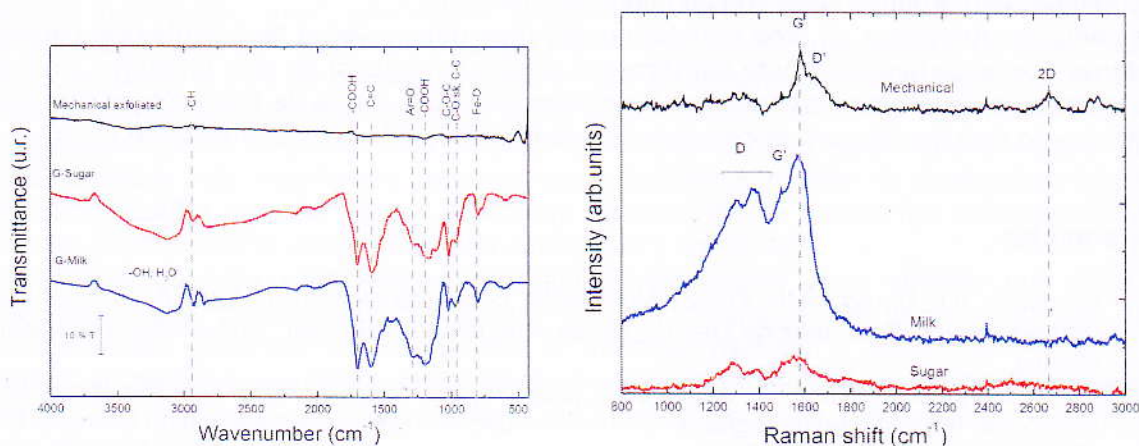 Mechanical exfoliated
-CH
-COOH
C=C
Ar=O
-COOH
C-O-C
C-O sk. C-C
Fe-O
G-Sugar
G-Milk
-OH, H2O
10 % T
Transmittance (u.r.)
4000 3500 3000 2500 2000 1500 1000 500
Wavenumber (cm-1)
G
D'
2D
Mechanical
D
G'
Milk
Sugar
Intensity (arb.units)
800 1000 1200 1400 1600 1800 2000 2200 2400 2600 2800 3000
Raman shift (cm-1)